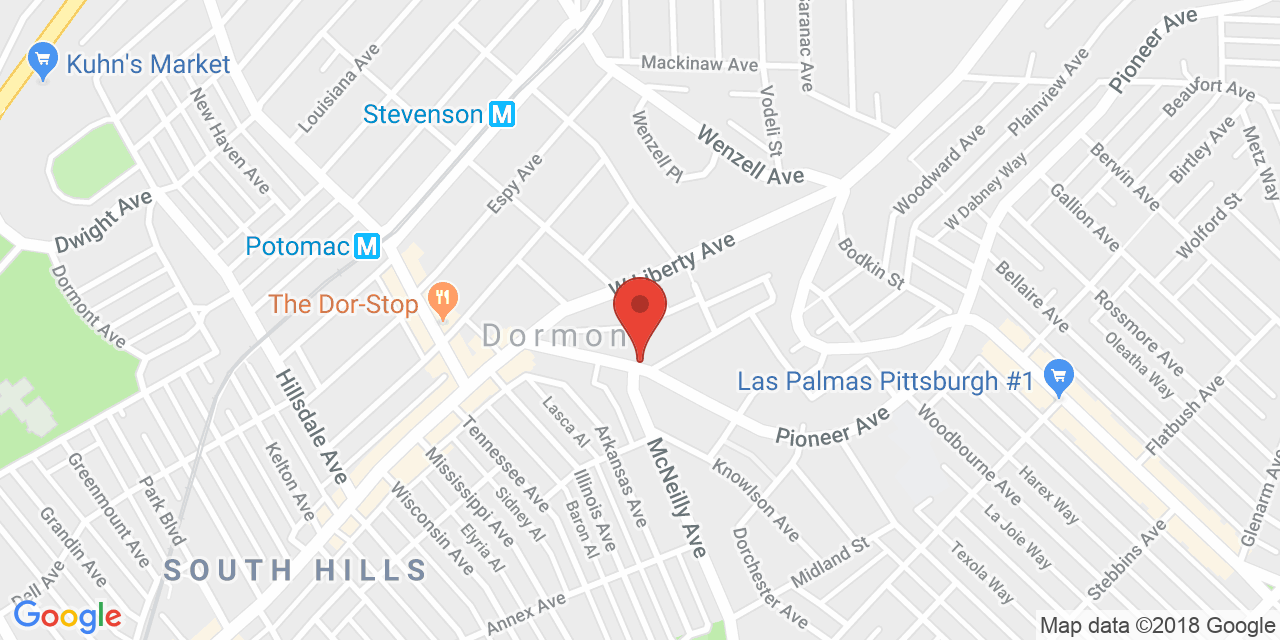 Pioneer Ave
Saranac Ave
Mackinaw Ave
Kuhn's Market
Louisiana Ave
Plainview Ave
Beaufort Ave
Vodeli St
New Haven Ave
Stevenson M
Wenzell Pl
Wenzell Ave
Woodward Ave
Birtley Ave
Metz Way
Espy Ave
W Dabney Way
Berwin Ave
Dwight Ave
Gallion Ave
Wolford St
Potomac M
W Liberty Ave
Bodkin St
Dormont Ave
Bellaire Ave
The Dor-Stop
Rossmore Ave
Dormon
Oleatha Way
Las Palmas Pittsburgh #1
Hillsdale Ave
Lasca Al
Pioneer Ave
Flatbush Ave
Tennessee Ave
Arkansas Ave
Woodbourne Ave
Kelton Ave
Mississippi Ave
McNeilly Ave
Knowlson Ave
Greenmount Ave
Illinois Ave
Harex Way
Park Blvd
Wisconsin Ave
Sidney Al
Glenarm Ave
Grandin Ave
Baron Al
La Joie Way
Elyria Al
Dorchester Ave
Midland St
Stebbins Ave
SOUTH HILLS
Texola Way
Dell Ave
Annex Ave
Google
Map data ©2018 Google